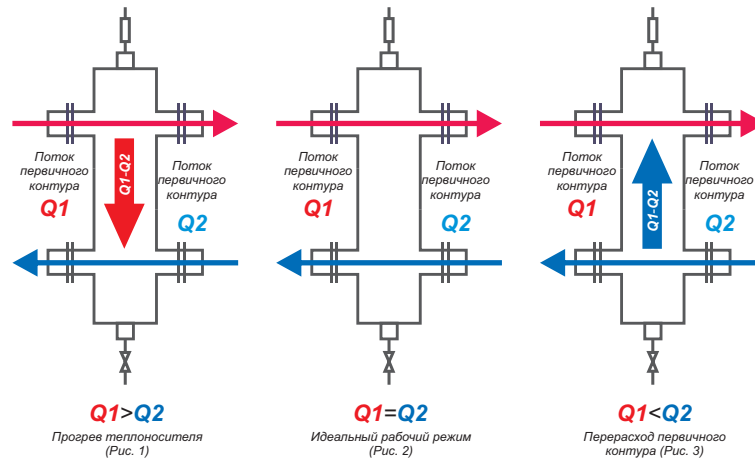 Поток
первичного
контура
Q1
Q1-Q2
Поток
первичного
контура
Q2
Q1>Q2
Прогрев теплоносителя
(Рис. 1)
Поток
первичного
контура
Q1
Поток
первичного
контура
Q2
Q1=Q2
Идеальный рабочий режим
(Рис. 2)
Поток
первичного
контура
Q1
Q1-Q2
Поток
первичного
контура
Q2
Q1<Q2
Перерасход первичного
контура (Рис. 3)